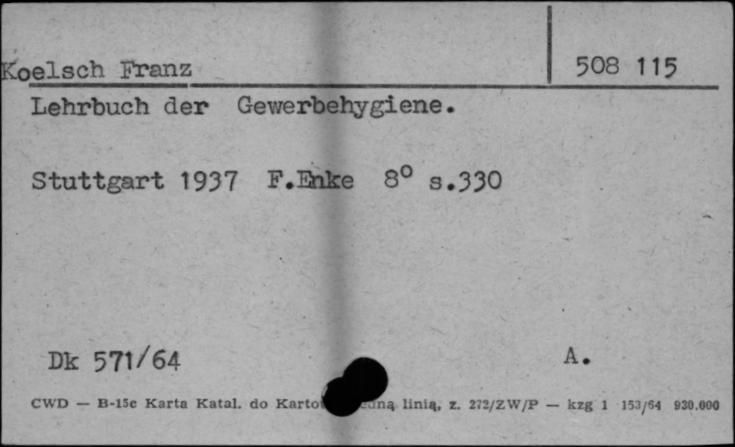 Koelsch Franz
508 115
Lehrbuch der Gewerbehygiene.
Stuttgart 1937 F.Enke 8° s.330
Dk 571/64
A.
CWD — B-15c Karta Katal. do linią, z. 272/ZW/P — kzg 1 153/64 930.000